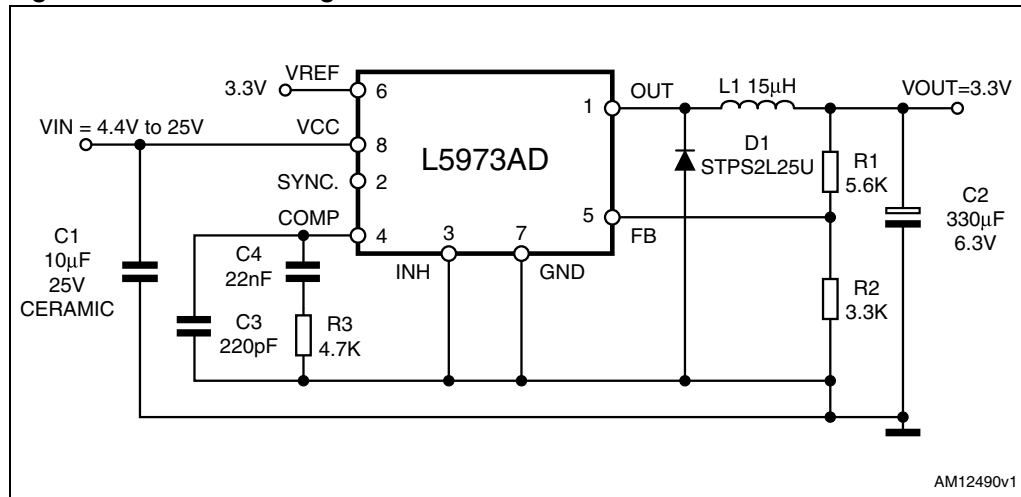 VREF
3.3V
6
VIN = 4.4V to 25V
VCC
8
SYNC.
2
COMP
4
L5973AD
3
INH
7
GND
1
OUT
5
FB
L1 15µH
VOUT=3.3V
D1
STPS2L25U
R1
5.6K
R2
3.3K
C2
330µF
6.3V
C1
10µF
25V
CERAMIC
C4
22nF
C3
220pF
R3
4.7K
AM12490v1